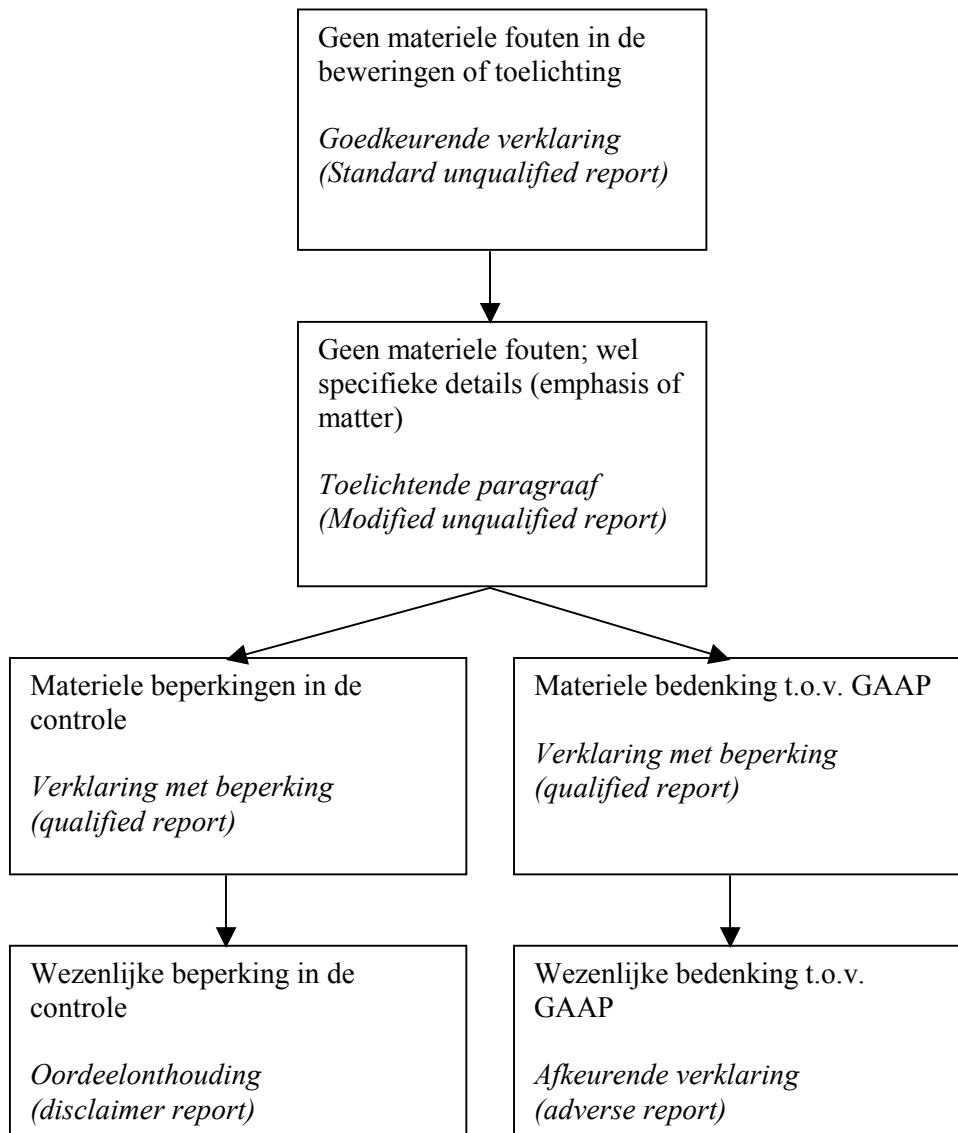 Geen materiele fouten in de
beweringen of toelichting
Goedkeurende verklaring
(Standard unqualified report)
Geen materiele fouten; wel
specifieke details (emphasis of
matter)
Toelichtende paragraaf
(Modified unqualified report)
Materiele beperkingen in de
controle
Verklaring met beperking
(qualified report)
Materiele bedenking t.o.v. GAAP
Verklaring met beperking
(qualified report)
Wezenlijke beperking in de
controle
Oordeelonthouding
(disclaimer report)
Wezenlijke bedenking t.o.v.
GAAP
Afkeurende verklaring
(adverse report)